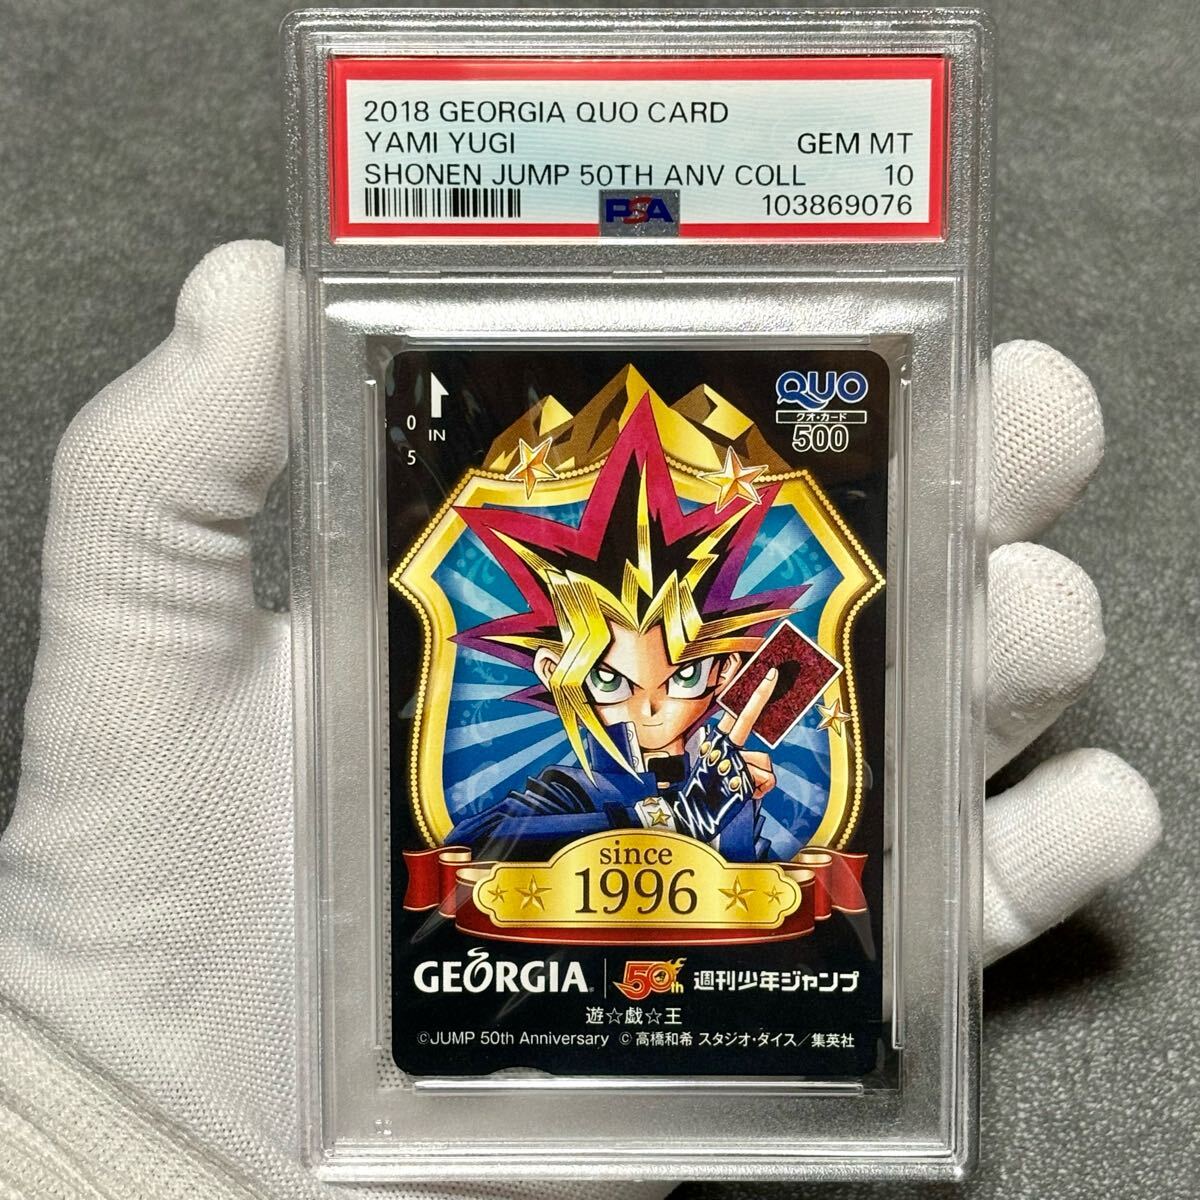 2018 GEORGIA QUO CARD
YAMI YUGI GEM MT
SHONEN JUMP 50TH ANV COLL 10
PSA 103869076
0 IN
5
QUO
クオ・カード
500
since
1996
GEORGIA 50th 週刊少年ジャンプ
遊☆戯☆王
©JUMP 50th Anniversary ©高橋和希 スタジオ・ダイス／集英社